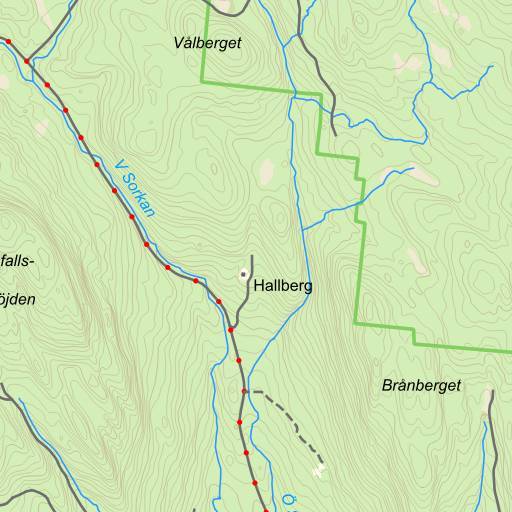 Vålberget
V Sorkan
falls-
öjden
Hallberg
Brånberget
Ö